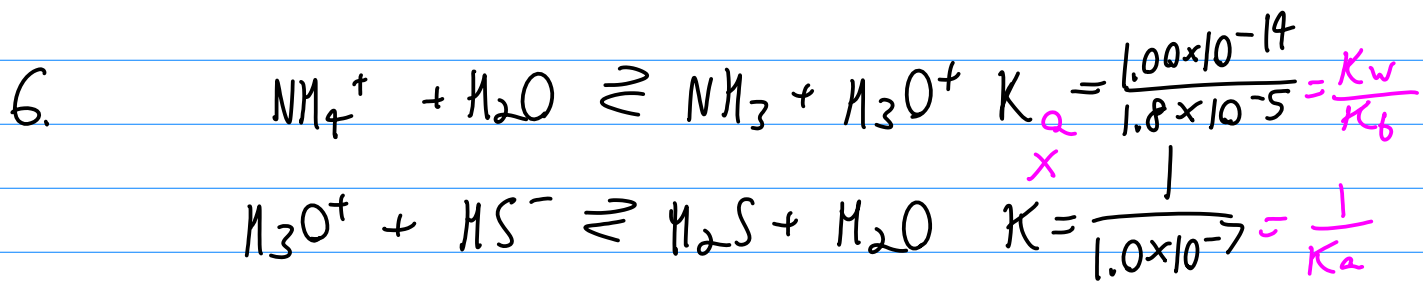 6. NH₄⁺ + H₂O ⇄ NH₃ + H₃O⁺ Kₐ = 1.00×10⁻¹⁴ / 1.8×10⁻⁵ = Kw / Kb
×
H₃O⁺ + HS⁻ ⇄ H₂S + H₂O K = 1 / 1.0×10⁻⁷ = 1 / Ka